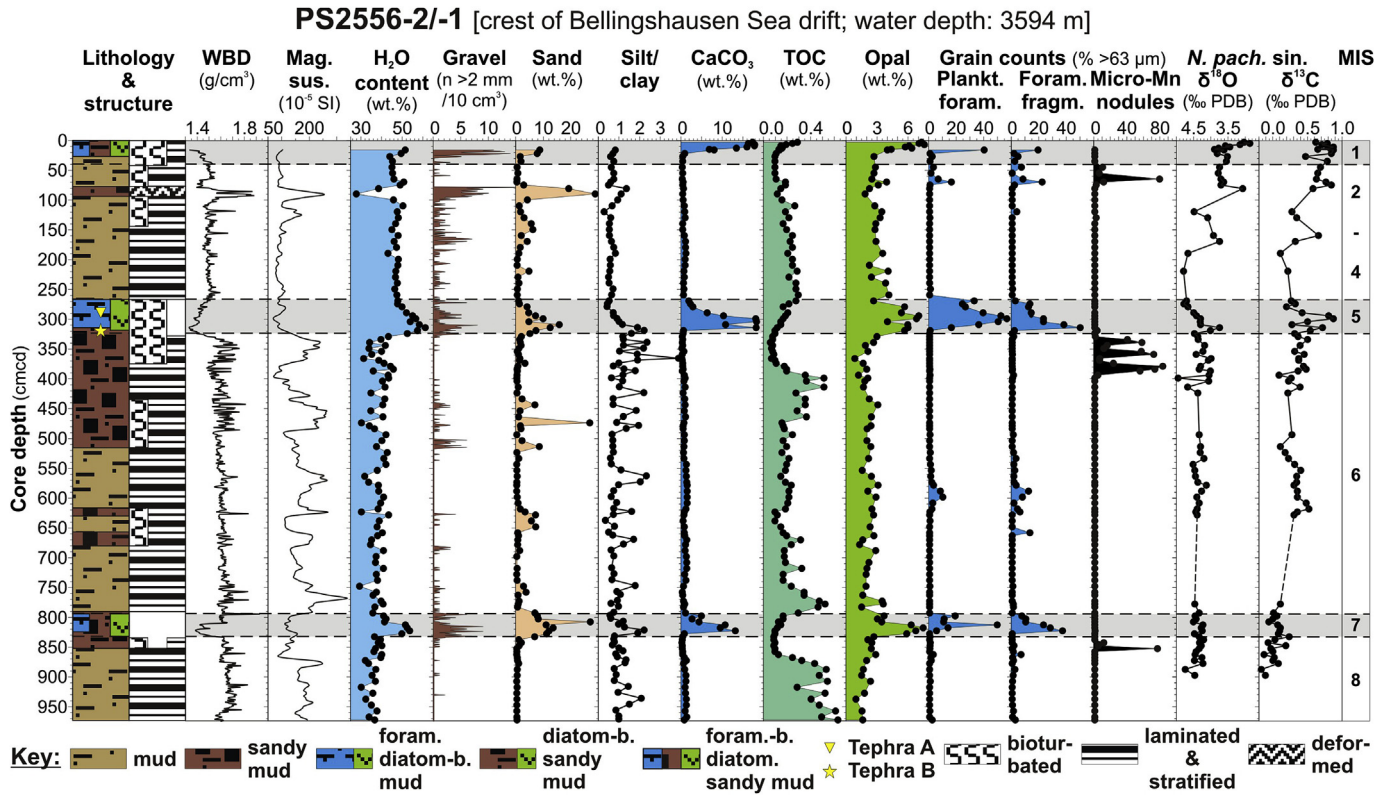 PS2556-2/-1 [crest of Bellingshausen Sea drift; water depth: 3594 m]
Lithology & structure
WBD (g/cm³)
Mag. sus. (10⁻⁵ SI)
H₂O content (wt.%)
Gravel (n >2 mm /10 cm³)
Sand (wt.%)
Silt/ clay
CaCO₃ (wt.%)
TOC (wt.%)
Opal (wt.%)
Grain counts (% >63 µm)
Plankt. foram.
Foram. fragm.
Micro-Mn nodules
N. pach. sin.
δ¹⁸O (‰ PDB)
δ¹³C (‰ PDB)
MIS
1.4 1.8
50 200
30 50
0 5 10
0 10 20
0 1 2 3
0 10
0.0 0.4
0 3 6
0 20 40
0 20 40
0 40 80
4.5 3.5
0.0 0.5 1.0
Core depth (cmcd)
0
50
100
150
200
250
300
350
400
450
500
550
600
650
700
750
800
850
900
950
1
2
-
4
5
6
7
8
Key:
mud
sandy mud
foram. diatom-b. mud
diatom-b. sandy mud
foram.-b. diatom. sandy mud
Tephra A
Tephra B
biotur- bated
laminated & stratified
defor- med